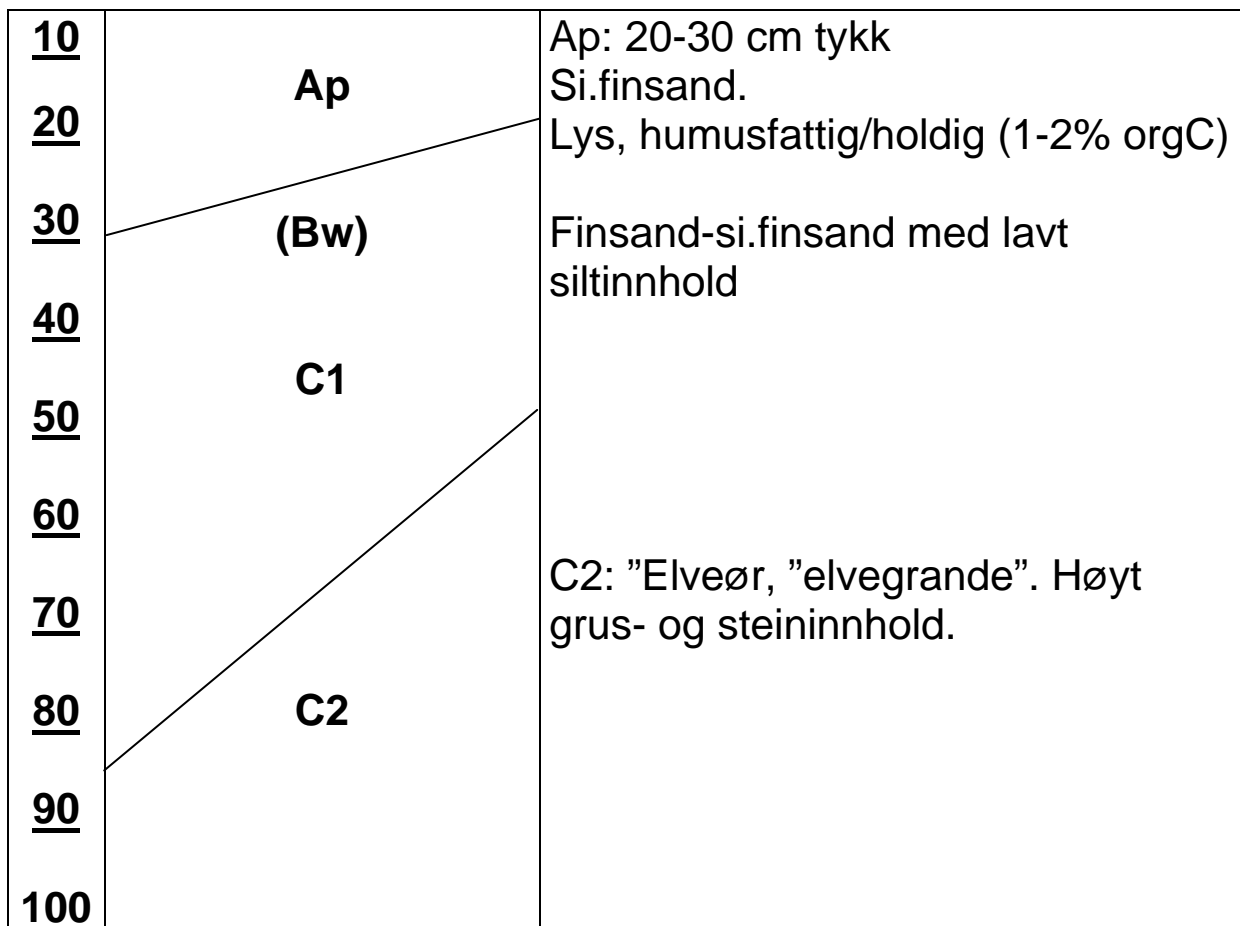 10
Ap
20
30
(Bw)
40
C1
50
60
70
80
C2
90
100
Ap: 20-30 cm tykk
Si.finsand.
Lys, humusfattig/holdig (1-2% orgC)
Finsand-si.finsand med lavt
siltinnhold
C2: ”Elveør, ”elvegrande”. Høyt
grus- og steininnhold.